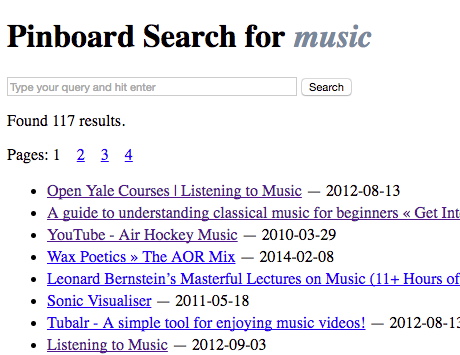 Pinboard Search for music
Type your query and hit enter Search
Found 117 results.
Pages: 1 2 3 4
Open Yale Courses | Listening to Music — 2012-08-13
A guide to understanding classical music for beginners « Get Int
YouTube - Air Hockey Music — 2010-03-29
Wax Poetics » The AOR Mix — 2014-02-08
Leonard Bernstein’s Masterful Lectures on Music (11+ Hours of
Sonic Visualiser — 2011-05-18
Tubalr - A simple tool for enjoying music videos! — 2012-08-13
Listening to Music — 2012-09-03